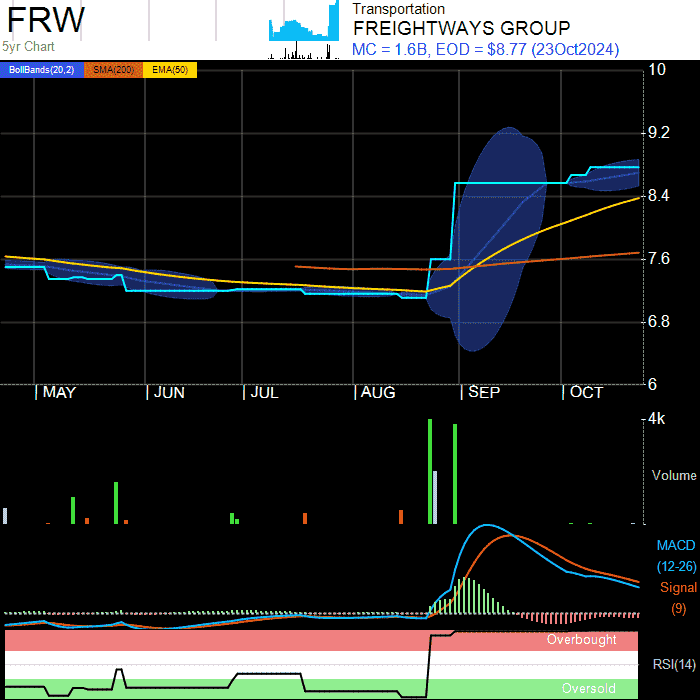 FRW
5yr Chart
Transportation
FREIGHTWAYS GROUP
MC = 1.6B, EOD = $8.77 (23Oct2024)
BollBands(20,2) SMA(200) EMA(50)
10
9.2
8.4
7.6
6.8
6
MAY JUN JUL AUG SEP OCT
4k
Volume
MACD
(12-26)
Signal
(9)
Overbought
RSI(14)
Oversold